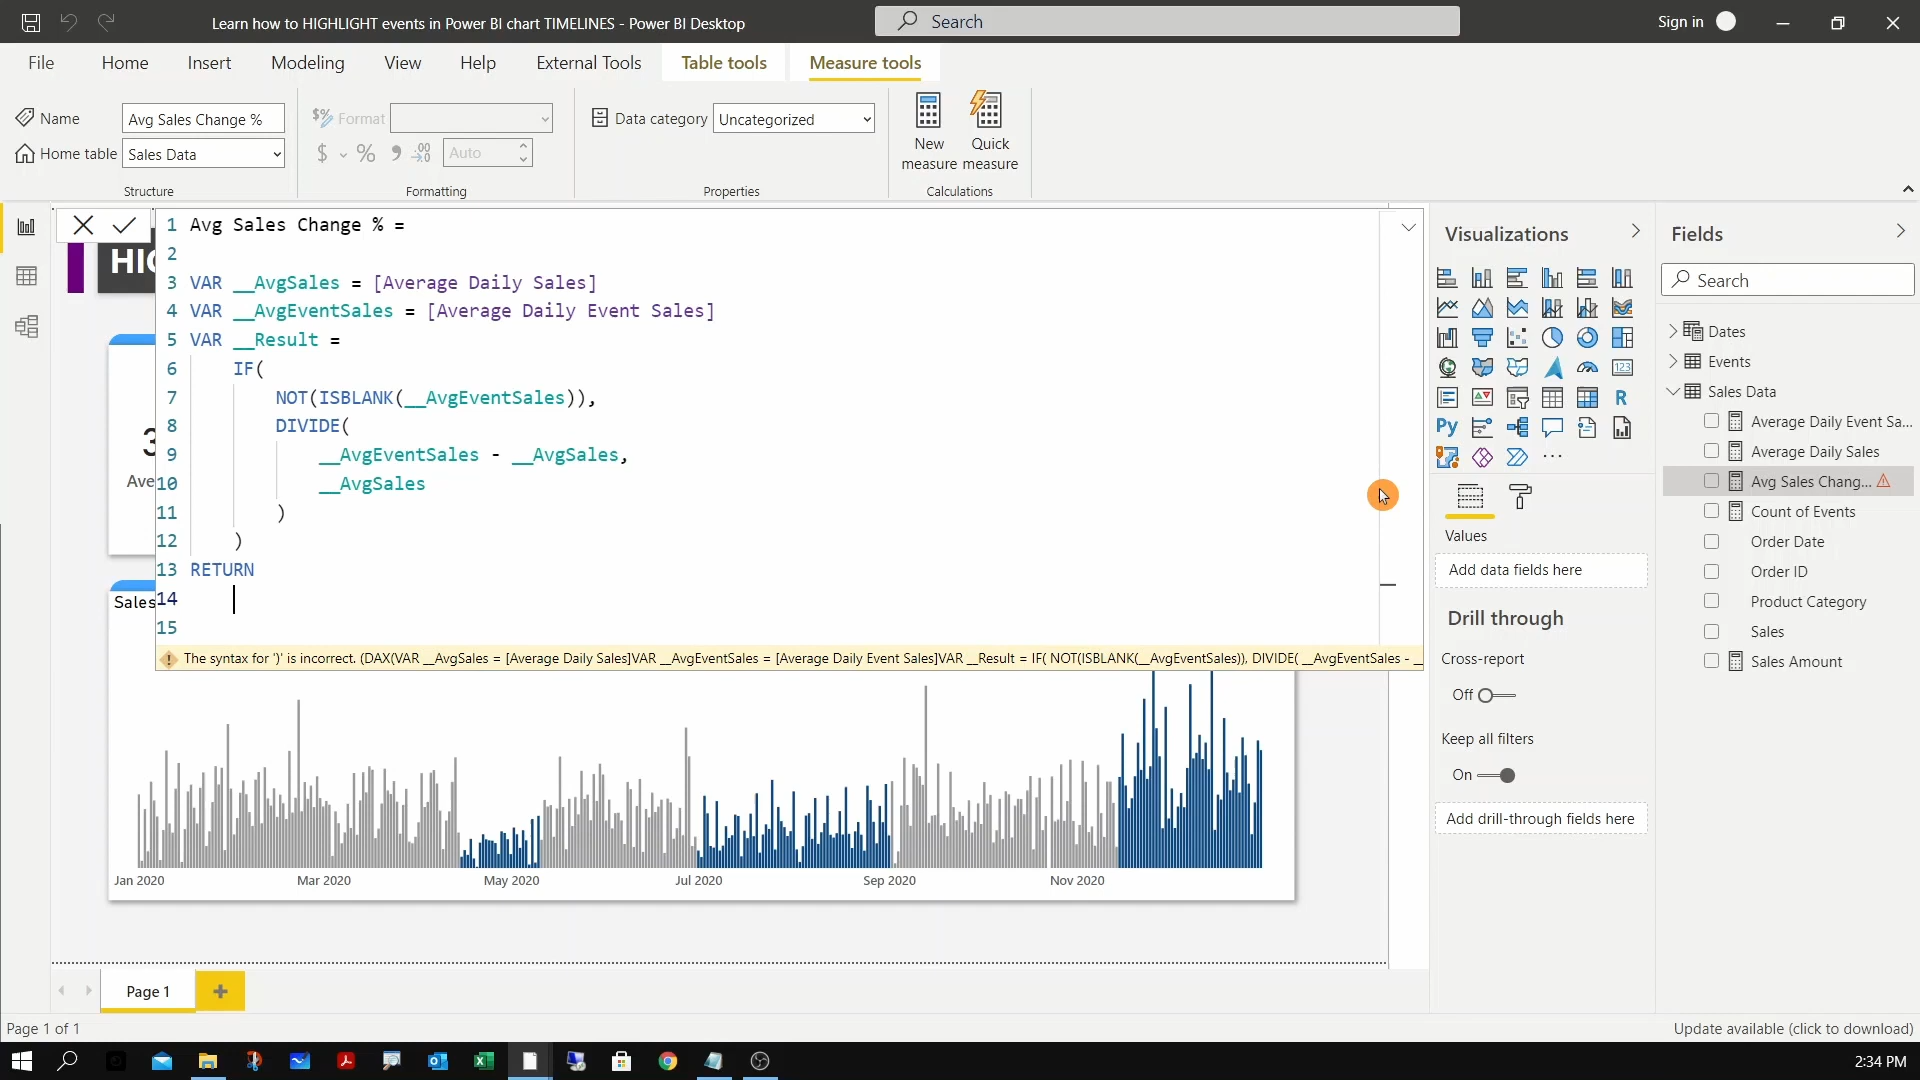 Learn how to HIGHLIGHT events in Power BI chart TIMELINES - Power BI Desktop
Search
Sign in
File
Home
Insert
Modeling
View
Help
External Tools
Table tools
Measure tools
Name
Avg Sales Change %
Home table
Sales Data
Structure
Format
$ % 9 .00
Auto
Formatting
Data category
Uncategorized
Properties
New measure
Quick measure
Calculations
HI
1 Avg Sales Change % =
2
3 VAR __AvgSales = [Average Daily Sales]
4 VAR __AvgEventSales = [Average Daily Event Sales]
5 VAR __Result =
6 IF(
7 NOT(ISBLANK(__AvgEventSales)),
8 DIVIDE(
9 __AvgEventSales - __AvgSales,
10 __AvgSales
11 )
12 )
13 RETURN
14
15
3
Ave
Sales
The syntax for ')' is incorrect. (DAX(VAR __AvgSales = [Average Daily Sales]VAR __AvgEventSales = [Average Daily Event Sales]VAR __Result = IF( NOT(ISBLANK(__AvgEventSales)), DIVIDE( __AvgEventSales - __
Jan 2020
Mar 2020
May 2020
Jul 2020
Sep 2020
Nov 2020
Visualizations
123
R
Py
...
Values
Add data fields here
Drill through
Cross-report
Off
Keep all filters
On
Add drill-through fields here
Fields
Search
Dates
Events
Sales Data
Average Daily Event Sa...
Average Daily Sales
Avg Sales Chang...
Count of Events
Order Date
Order ID
Product Category
Sales
Sales Amount
Page 1
Page 1 of 1
Update available (click to download)
2:34 PM